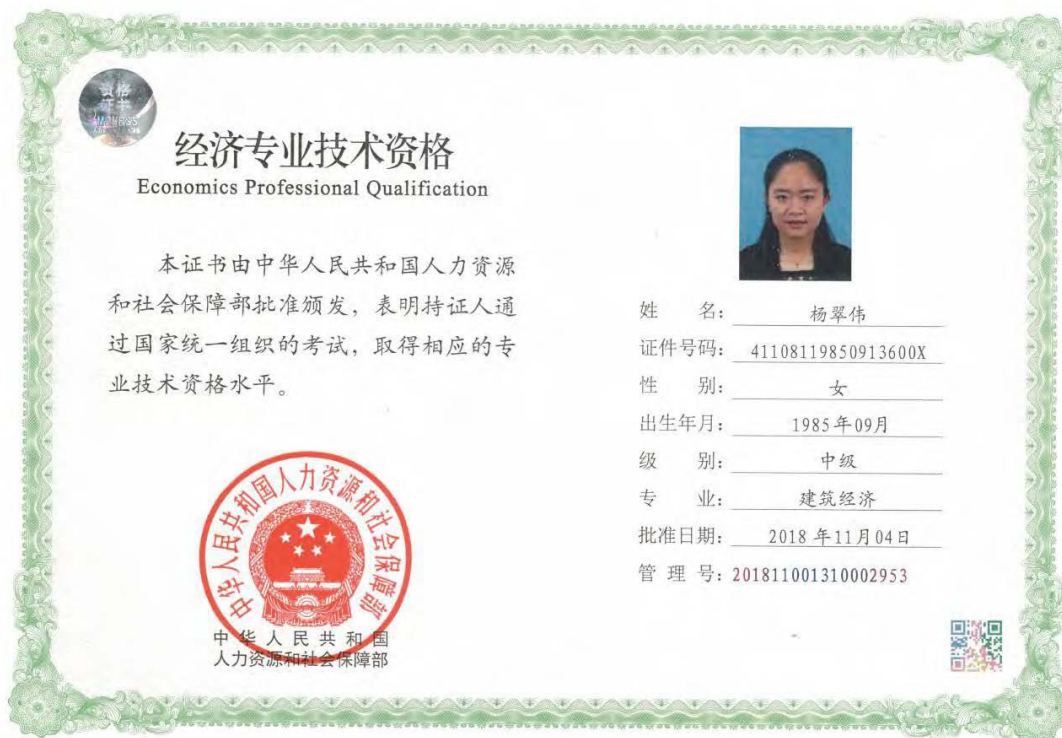 资格
证书
经济专业技术资格
Economics Professional Qualification
本证书由中华人民共和国人力资源
和社会保障部批准颁发，表明持证人通
过国家统一组织的考试，取得相应的专
业技术资格水平。
中华人民共和国人力资源和社会保障部
中华人民共和国
人力资源和社会保障部
姓 名： 杨翠伟
证件号码： 41108119850913600X
性 别： 女
出生年月： 1985年09月
级 别： 中级
专 业： 建筑经济
批准日期： 2018年11月04日
管 理 号：201811001310002953